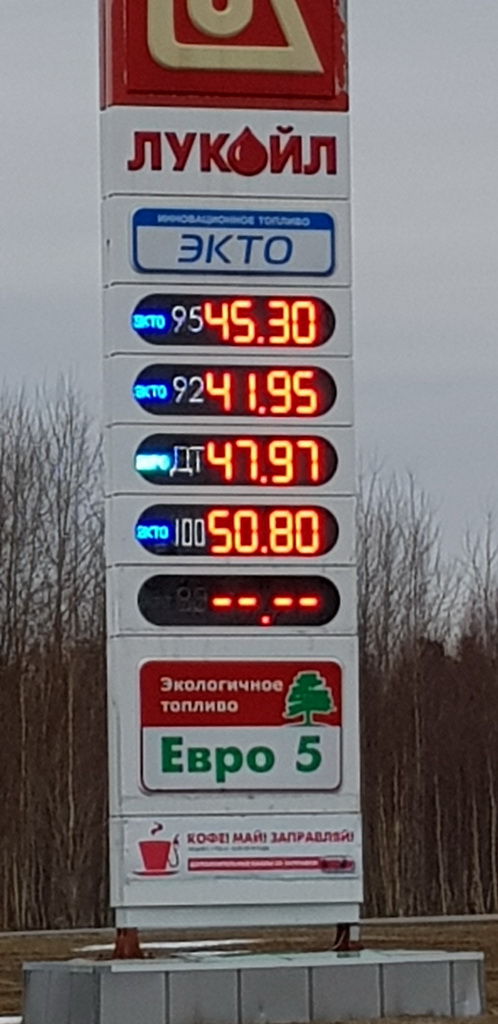 ЛУКОЙЛ
ИННОВАЦИОННОЕ ТОПЛИВО
ЭКТО
ЭКТО 95 45.30
ЭКТО 92 41.95
ЕВРО ДТ 47.97
ЭКТО 100 50.80
--.--
Экологичное
топливо
Евро 5
КОФЕ! МАЙ! ЗАПРАВЛЯЙ!